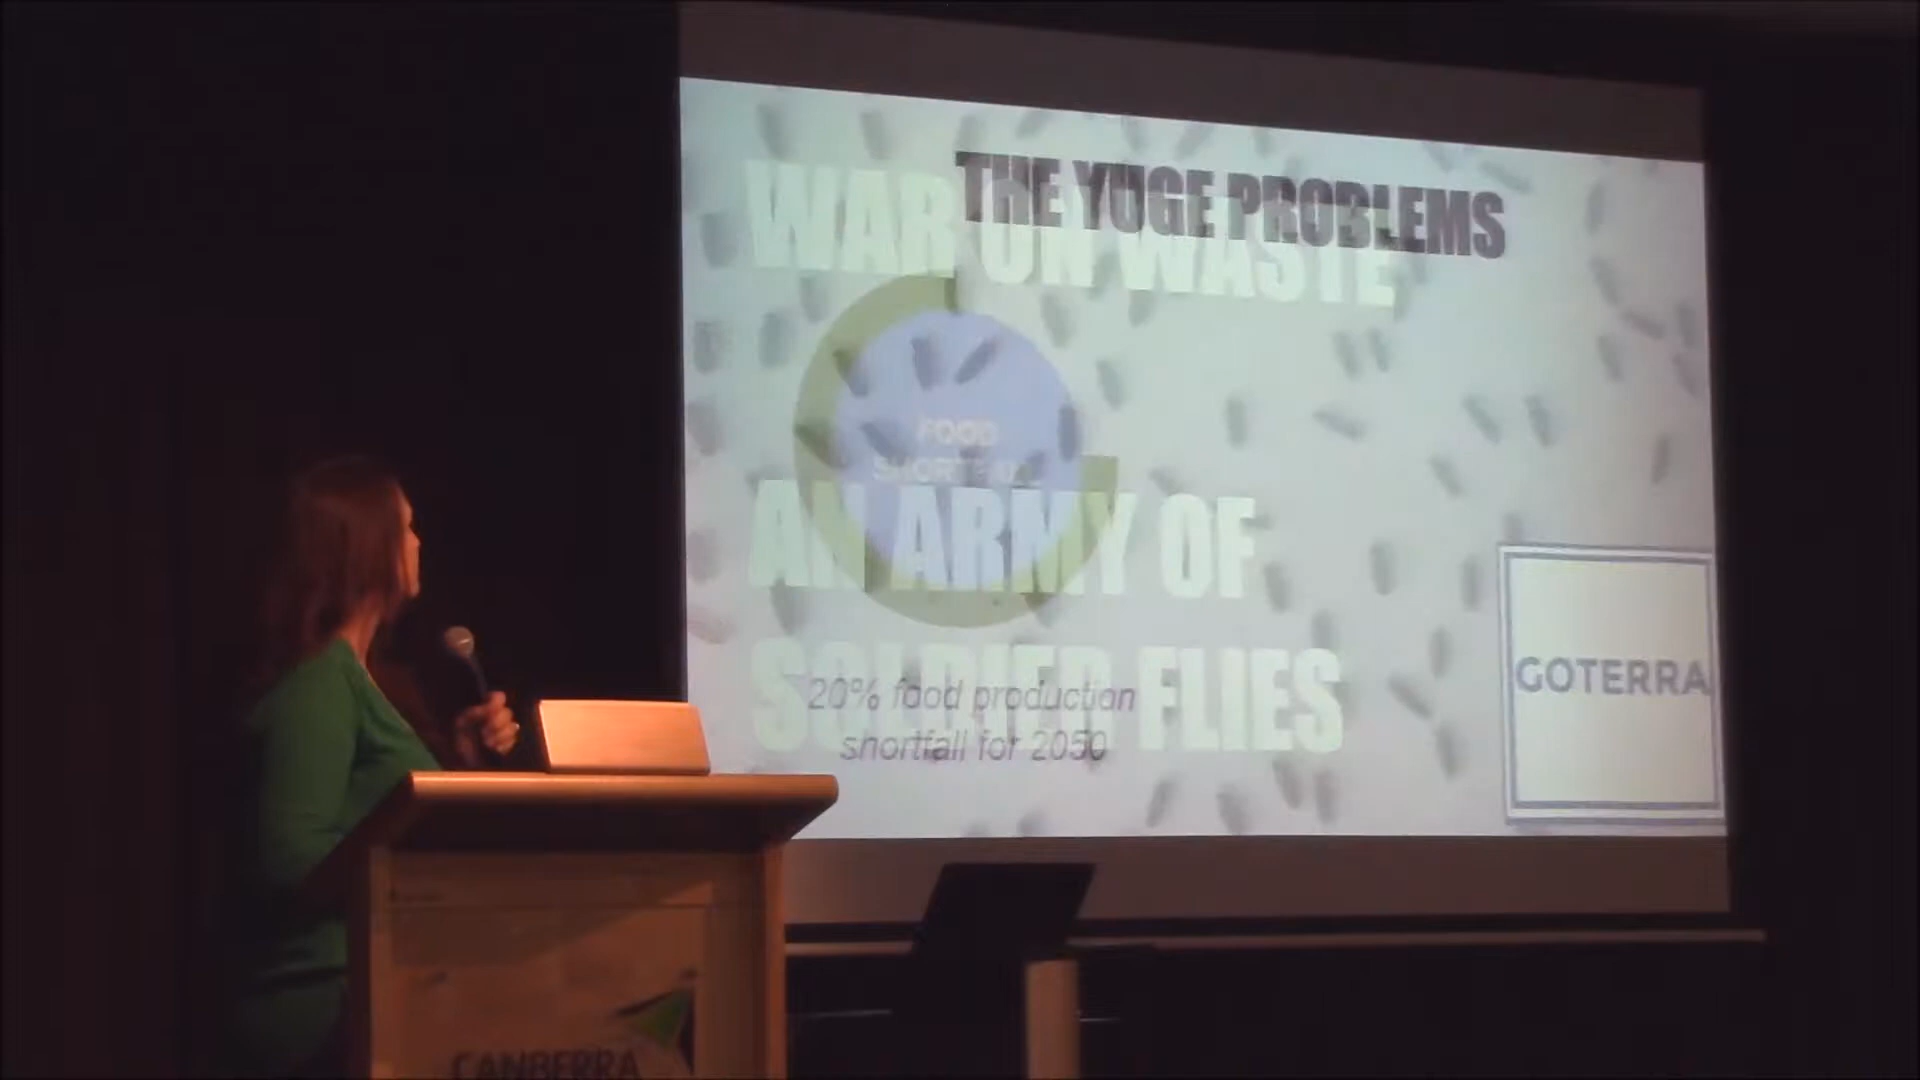 THE YUGE PROBLEMS
WAR ON WASTE
FOOD
AN ARMY OF
SOLDIER FLIES
20% food production
shortfall for 2050
GOTERRA
CANBERRA